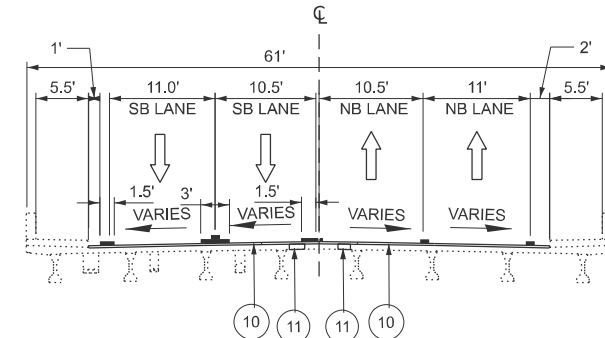 ℄
1' 61' 2'
5.5' 11.0' 10.5' 10.5' 11' 5.5'
SB LANE SB LANE NB LANE NB LANE
1.5' 3' 1.5'
VARIES VARIES VARIES VARIES
10 11 11 10